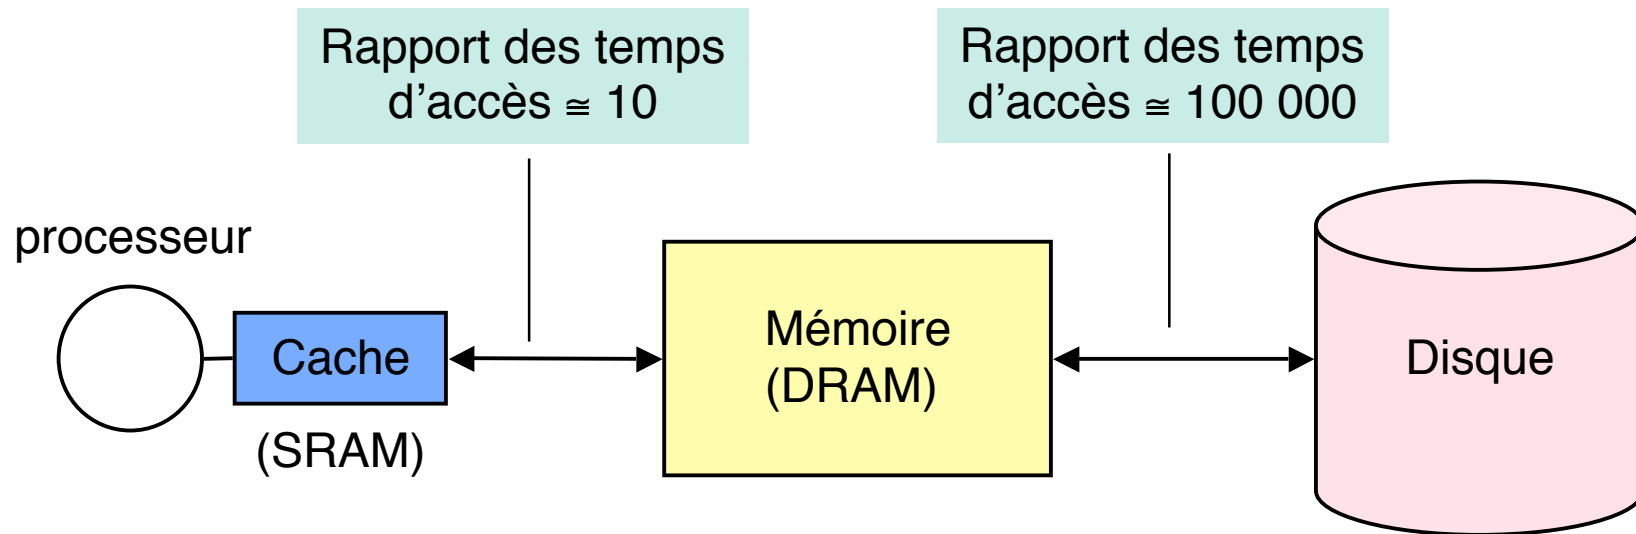 Rapport des temps
d'accès ≅ 10
Rapport des temps
d'accès ≅ 100 000
processeur
Cache
(SRAM)
Mémoire
(DRAM)
Disque